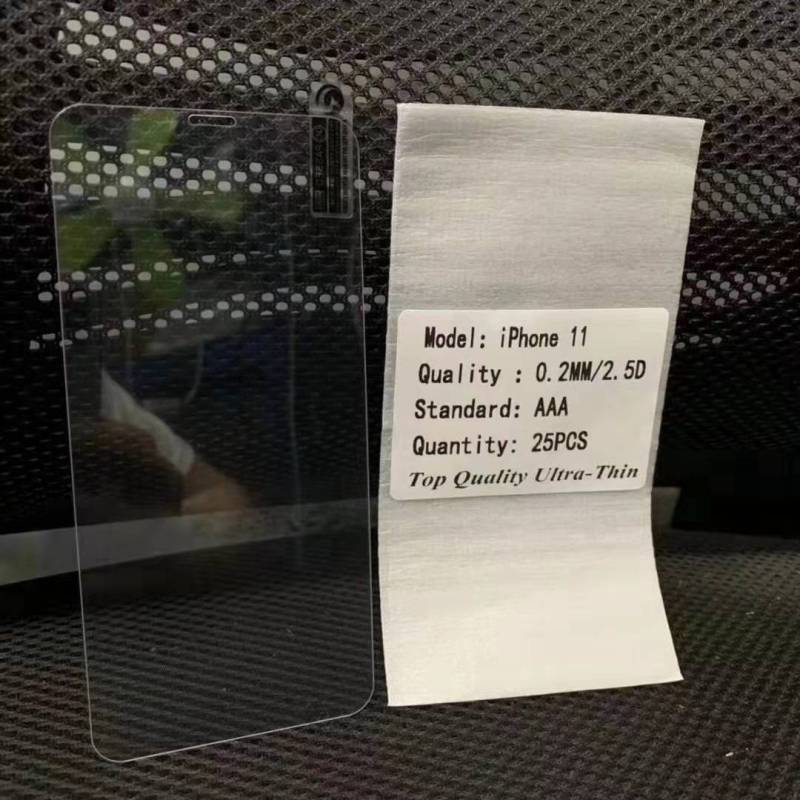 Model: iPhone 11
Quality : 0.2MM/2.5D
Standard: AAA
Quantity: 25PCS
Top Quality Ultra-Thin